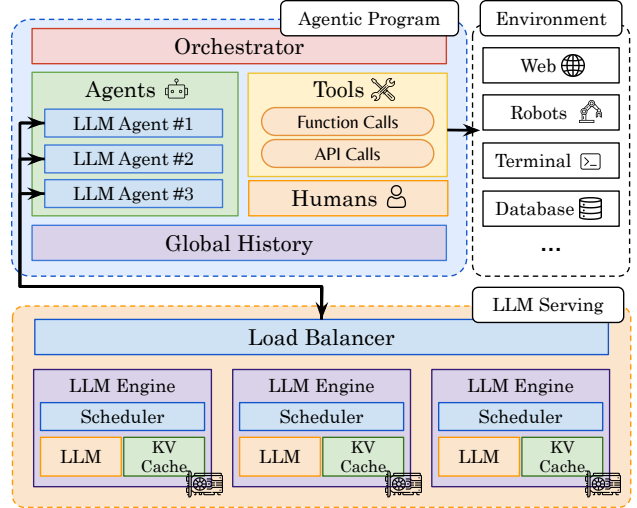 Agentic Program
Orchestrator
Agents
LLM Agent #1
LLM Agent #2
LLM Agent #3
Tools
Function Calls
API Calls
Humans
Global History
Environment
Web
Robots
Terminal
Database
...
LLM Serving
Load Balancer
LLM Engine
Scheduler
LLM
KV
Cache
LLM Engine
Scheduler
LLM
KV
Cache
LLM Engine
Scheduler
LLM
KV
Cache